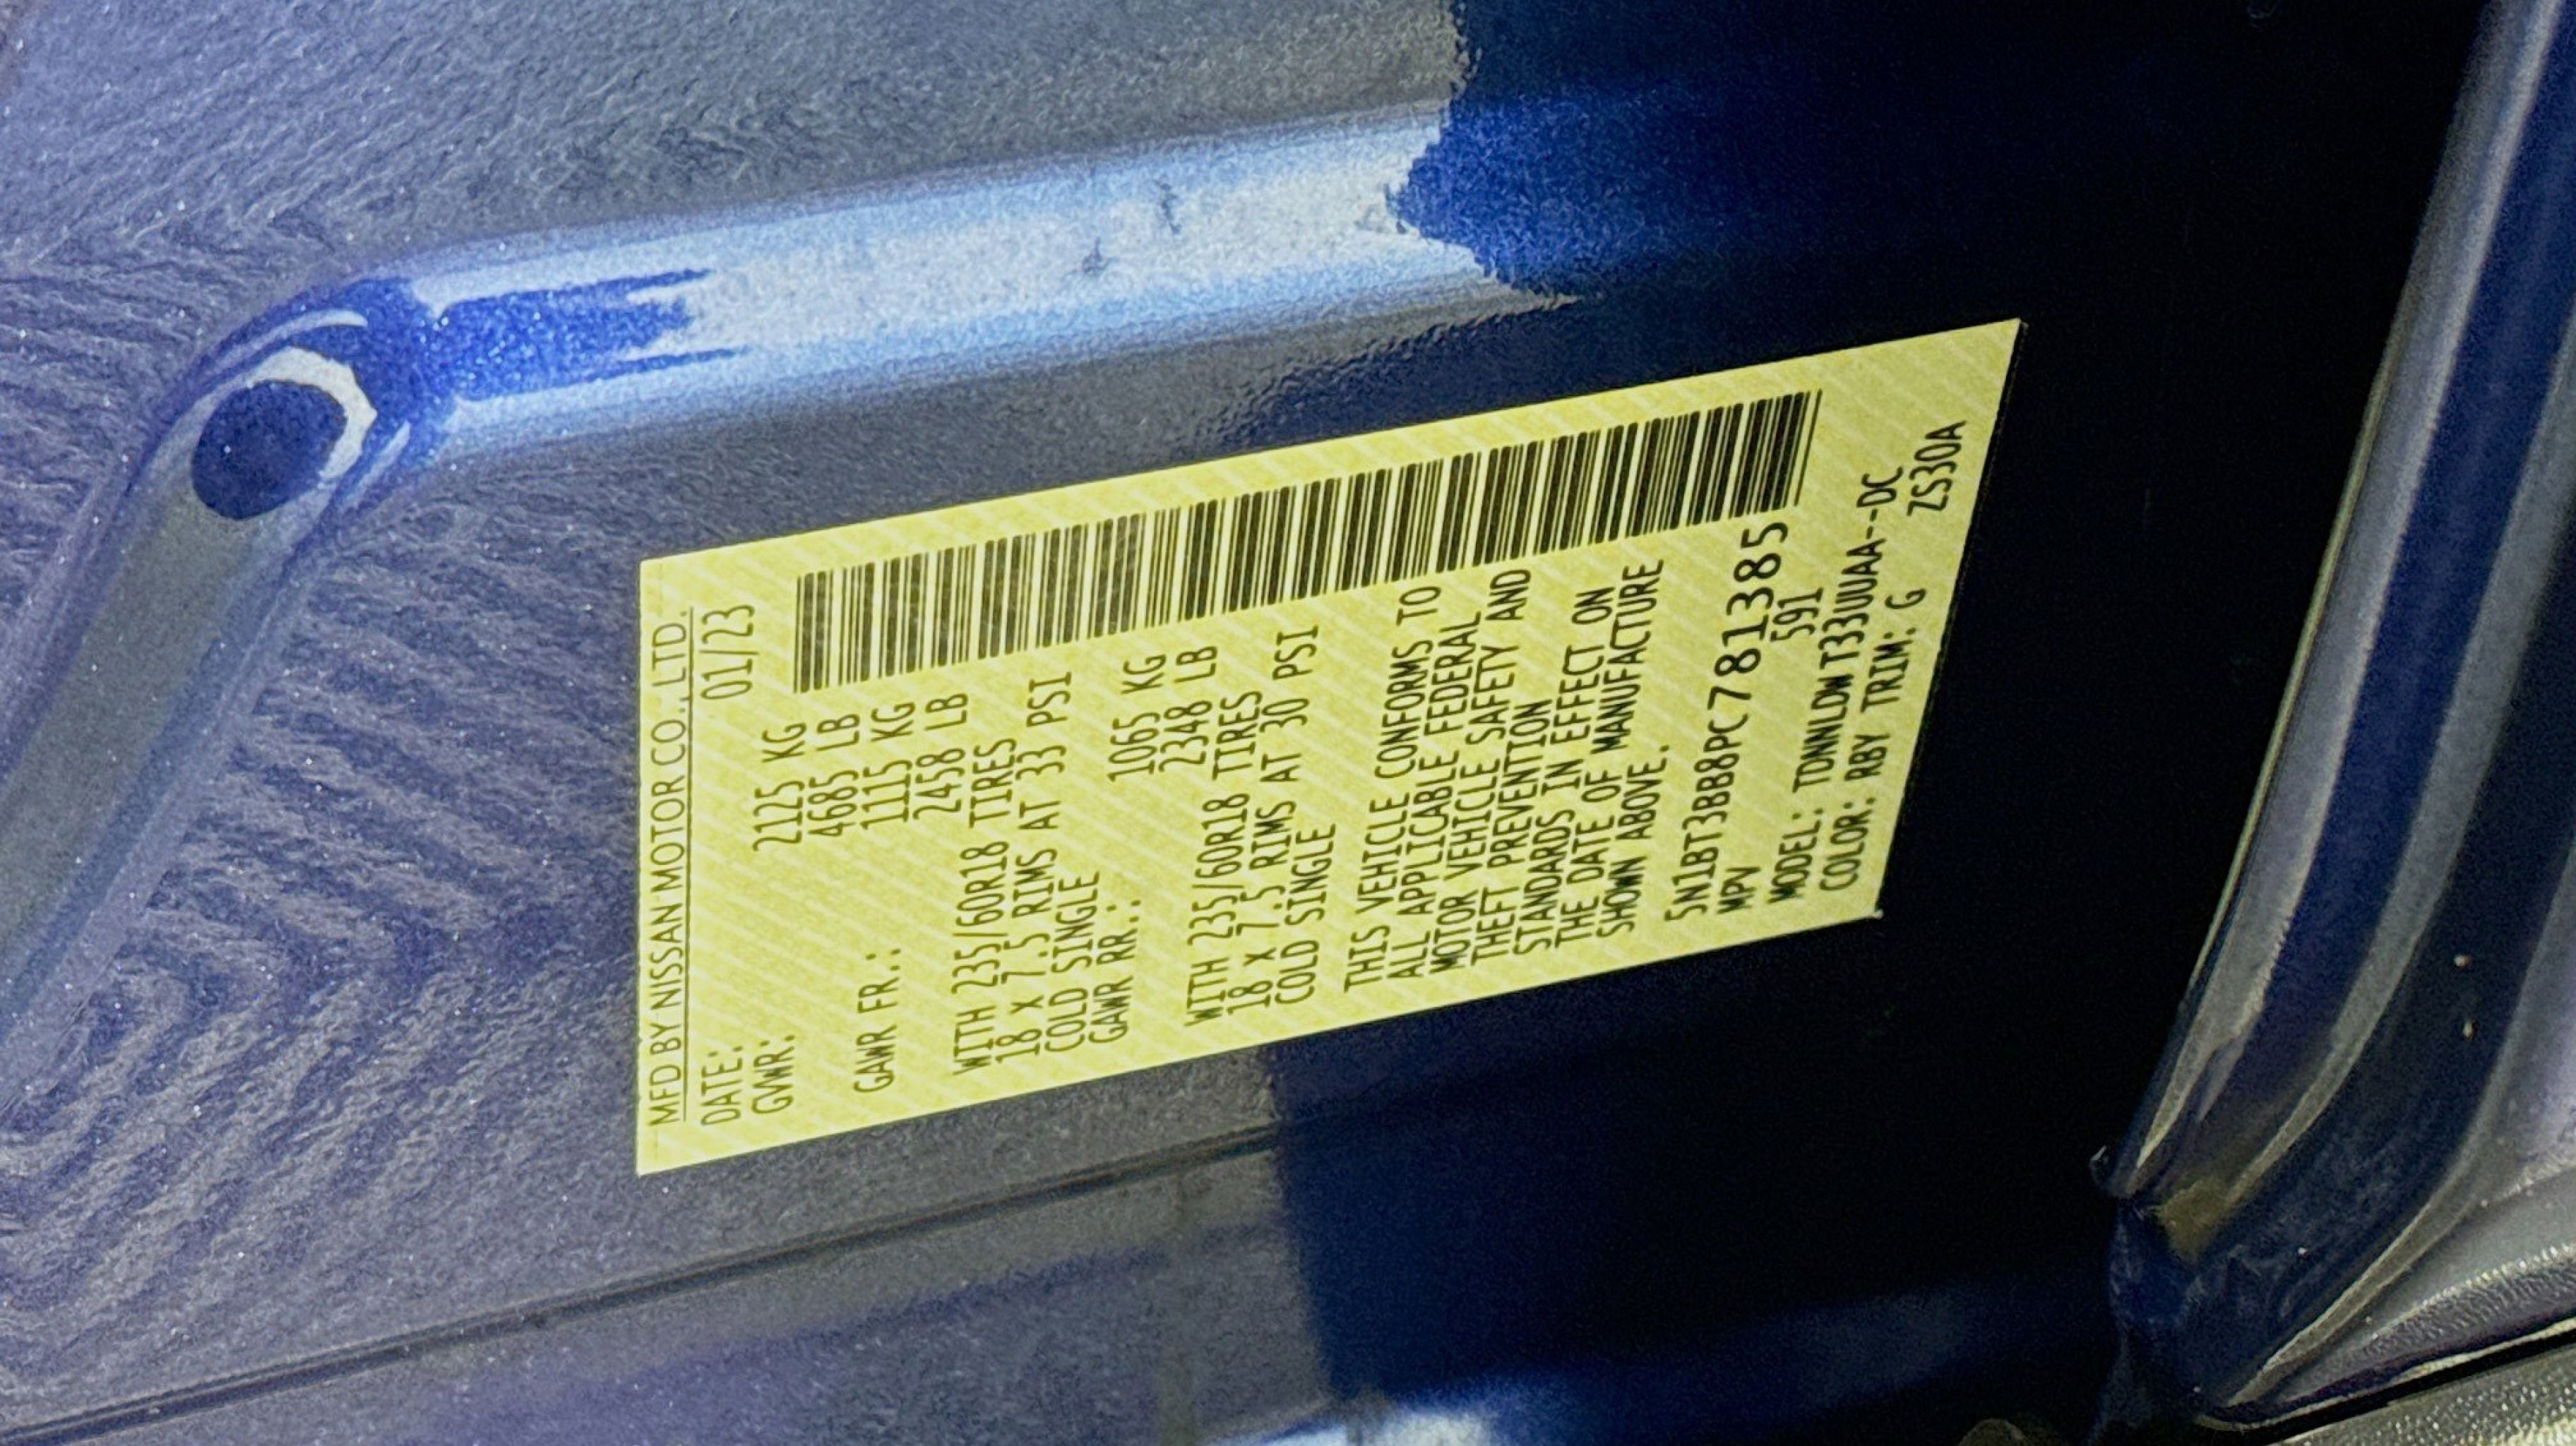 MFD BY NISSAN MOTOR CO.,LTD.
DATE: 01/23
GVWR: 2125 KG
4685 LB
GAWR FR.: 1115 KG
2458 LB
WITH 235/60R18 TIRES
18 x 7.5 RIMS AT 33 PSI
COLD SINGLE
GAWR RR.: 1065 KG
2348 LB
WITH 235/60R18 TIRES
18 x 7.5 RIMS AT 30 PSI
COLD SINGLE
THIS VEHICLE CONFORMS TO
ALL APPLICABLE FEDERAL
MOTOR VEHICLE SAFETY AND
THEFT PREVENTION
STANDARDS IN EFFECT ON
THE DATE OF MANUFACTURE
SHOWN ABOVE.
5N1BT3BB8PC781385
MPV 591
MODEL: TDNNLDW T33UUAA--DC
COLOR: RBY TRIM: G ZS30A